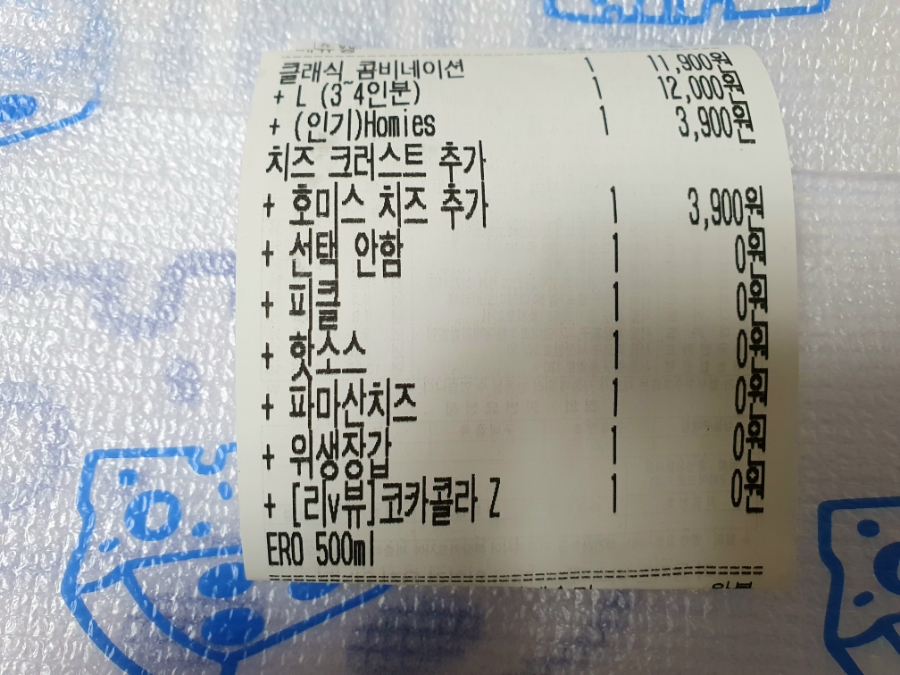 클래식 콤비네이션 1 11,900원
+ L (3~4인분) 1 12,000원
+ (인기)Homies 1 3,900원
치즈 크러스트 추가
+ 호미스 치즈 추가 1 3,900원
+ 선택 안함 1 0원
+ 피클 1 0원
+ 핫소스 1 0원
+ 파마산치즈 1 0원
+ 위생장갑 1 0원
+ [리v뷰]코카콜라 Z 1 0원
ERO 500ml